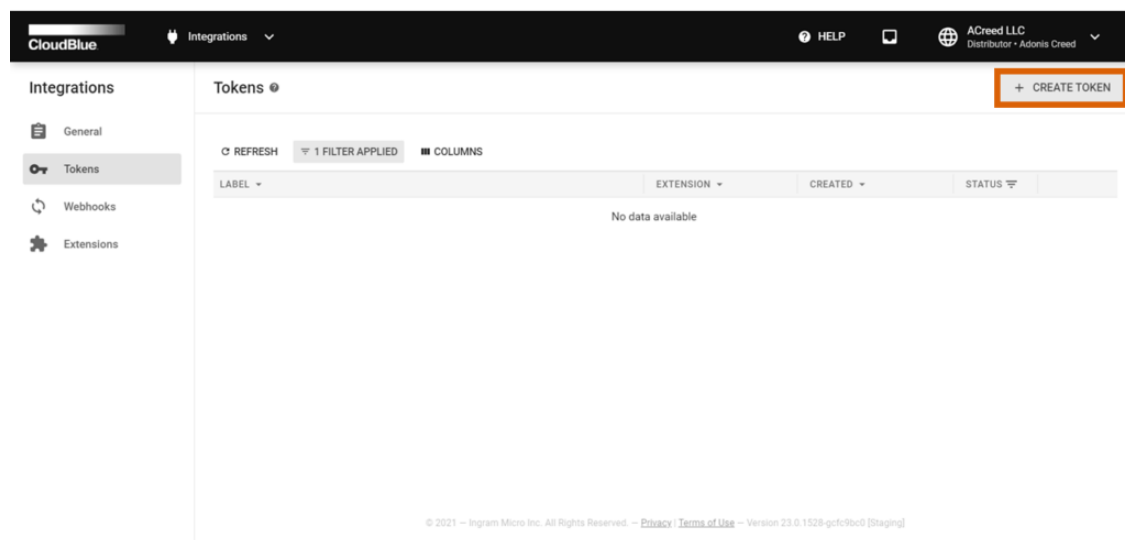 CloudBlue
Integrations
HELP
ACreed LLC
Distributor • Adonis Creed
Integrations
Tokens
+ CREATE TOKEN
General
Tokens
Webhooks
Extensions
REFRESH 1 FILTER APPLIED COLUMNS
LABEL EXTENSION CREATED STATUS
No data available
© 2021 – Ingram Micro Inc. All Rights Reserved. – Privacy | Terms of Use – Version 23.0.1528-gcfc9bc0 [Staging]